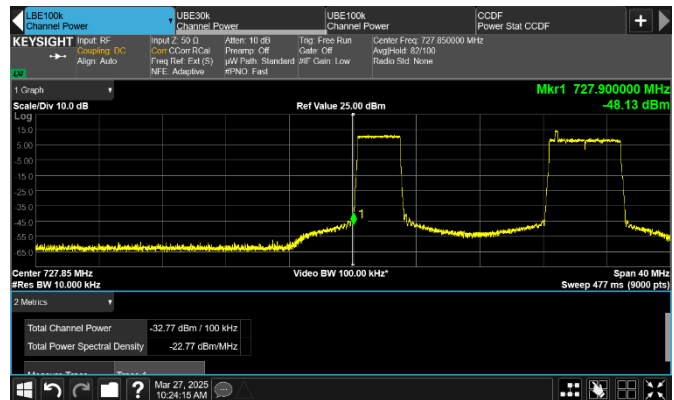 LBE100k
Channel Power
UBE30k
Channel Power
UBE100k
Channel Power
CCDF
Power Stat CCDF
KEYSIGHT
LXI
Input: RF
Coupling: DC
Align: Auto
Input Z: 50 Ω
Corr CCorr RCal
Freq Ref: Ext (S)
NFE: Adaptive
Atten: 10 dB
Preamp: Off
µW Path: Standard
#PNO: Fast
Trig: Free Run
Gate: Off
#IF Gain: Low
Center Freq: 727.850000 MHz
Avg|Hold: 82/100
Radio Std: None
1 Graph
Mkr1 727.900000 MHz
Scale/Div 10.0 dB
Ref Value 25.00 dBm
-48.13 dBm
Log
15.0
5.00
-5.00
-15.0
-25.0
-35.0
-45.0
-55.0
-65.0
1
Center 727.85 MHz
Video BW 100.00 kHz*
Span 40 MHz
#Res BW 10.000 kHz
Sweep 477 ms (9000 pts)
2 Metrics
Total Channel Power -32.77 dBm / 100 kHz
Total Power Spectral Density -22.77 dBm/MHz
?
Mar 27, 2025
10:24:15 AM